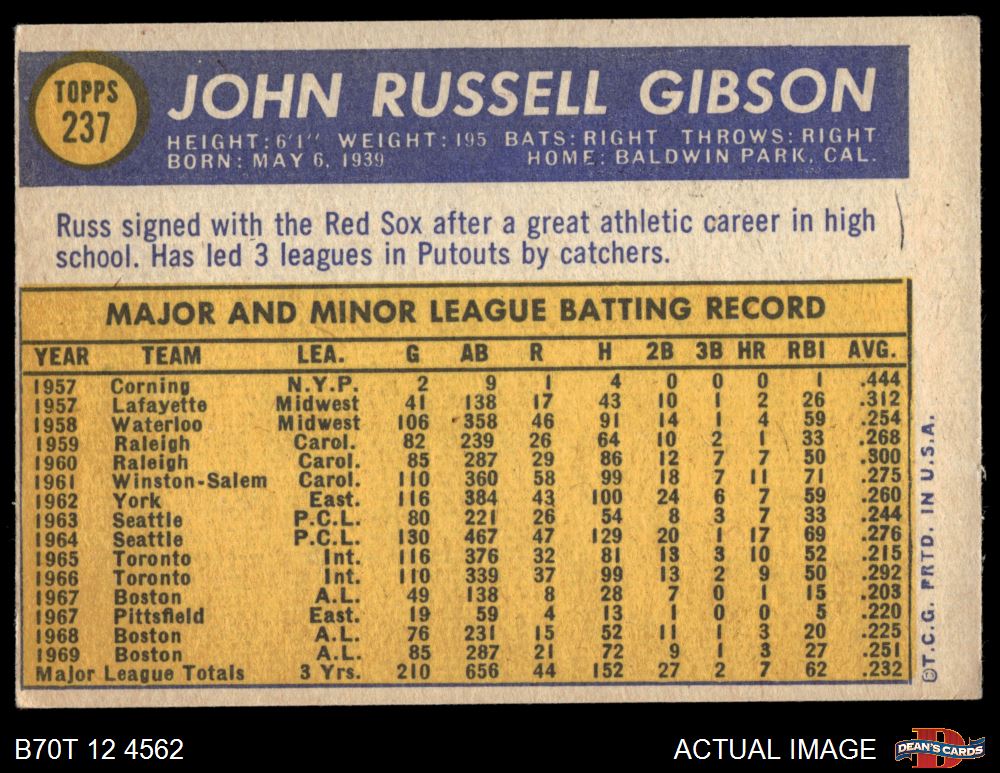 TOPPS
237
JOHN RUSSELL GIBSON
HEIGHT: 6'1" WEIGHT: 195 BATS: RIGHT THROWS: RIGHT
BORN: MAY 6, 1939 HOME: BALDWIN PARK, CAL.
Russ signed with the Red Sox after a great athletic career in high
school. Has led 3 leagues in Putouts by catchers.
MAJOR AND MINOR LEAGUE BATTING RECORD
YEAR TEAM LEA. G AB R H 2B 3B HR RBI AVG.
1957 Corning N.Y.P. 2 9 1 4 0 0 0 1 .444
1957 Lafayette Midwest 41 138 17 43 10 1 2 26 .312
1958 Waterloo Midwest 106 358 46 91 14 1 4 59 .254
1959 Raleigh Carol. 82 239 26 64 10 2 1 33 .268
1960 Raleigh Carol. 85 287 29 86 12 7 7 50 .300
1961 Winston-Salem Carol. 110 360 58 99 18 7 11 71 .275
1962 York East. 116 384 43 100 24 6 7 59 .260
1963 Seattle P.C.L. 80 221 26 54 8 3 7 33 .244
1964 Seattle P.C.L. 130 467 47 129 20 1 17 69 .276
1965 Toronto Int. 116 376 32 81 13 3 10 52 .215
1966 Toronto Int. 110 339 37 99 13 2 9 50 .292
1967 Boston A.L. 49 138 8 28 7 0 1 15 .203
1967 Pittsfield East. 19 59 4 13 1 0 0 5 .220
1968 Boston A.L. 76 231 15 52 11 1 3 20 .225
1969 Boston A.L. 85 287 21 72 9 1 3 27 .251
Major League Totals 3 Yrs. 210 656 44 152 27 2 7 62 .232
©T.C.G. PRTD. IN U.S.A.
B70T 12 4562
ACTUAL IMAGE
DEAN'S CARDS